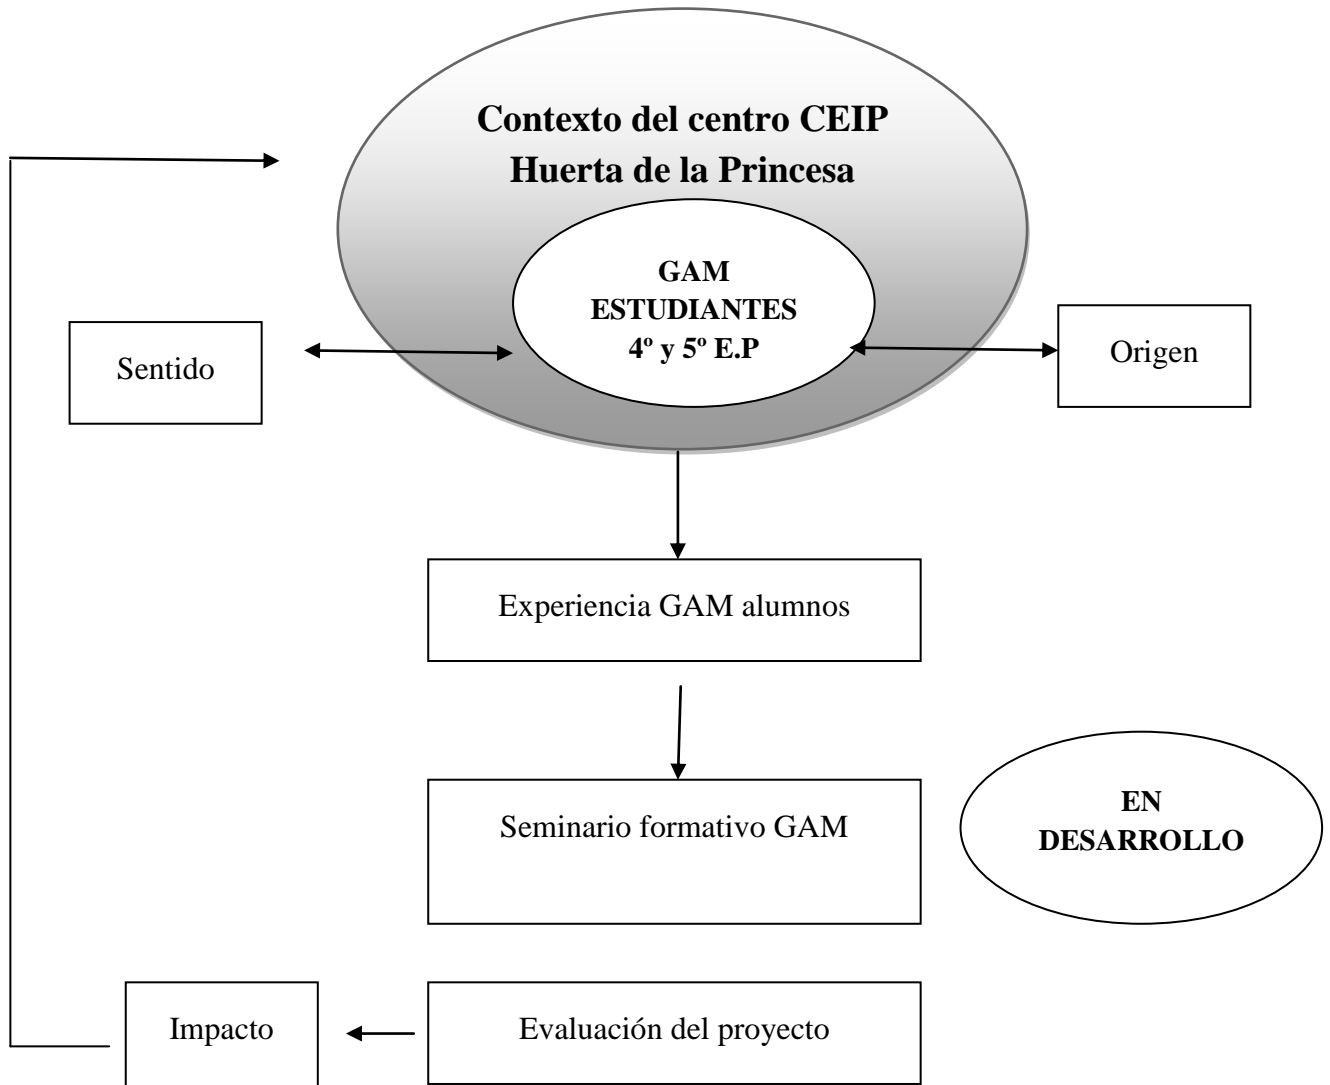 Contexto del centro CEIP
Huerta de la Princesa
GAM
ESTUDIANTES
4º y 5º E.P
Sentido
Origen
Experiencia GAM alumnos
Seminario formativo GAM
EN
DESARROLLO
Impacto
Evaluación del proyecto